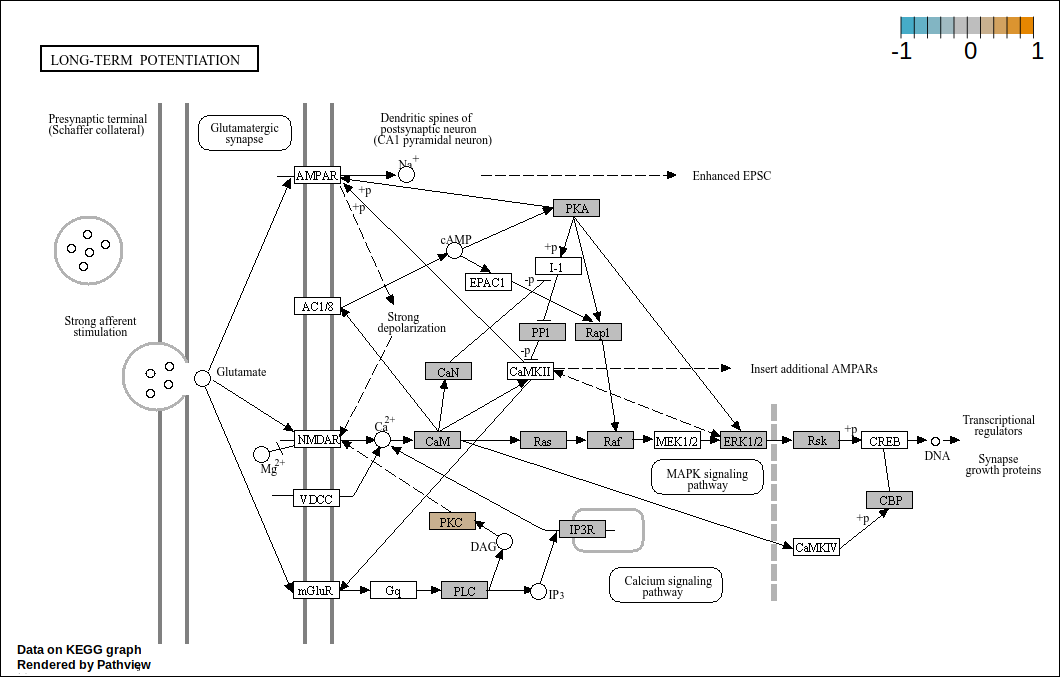 -1 0 1
LONG-TERM POTENTIATION
Presynaptic terminal
(Schaffer collateral)
Glutamatergic
synapse
Dendritic spines of
postsynaptic neuron
(CA1 pyramidal neuron)
Na+
AMPAR
Enhanced EPSC
+p
+p
PKA
cAMP
+p
I-1
EPAC1
-p
AC1/8
Strong
depolarization
Strong afferent
stimulation
PP1
Rap1
-p
Glutamate
CaN
CaMKII
Insert additional AMPARs
Ca2+
NMDAR
CaM
Ras
Raf
MEK1/2
ERK1/2
Rsk
+p
CREB
DNA
Transcriptional
regulators
Synapse
growth proteins
Mg2+
MAPK signaling
pathway
VDCC
CBP
+p
PKC
IP3R
DAG
CaMKIV
mGluR
Gq
PLC
IP3
Calcium signaling
pathway
Data on KEGG graph
Rendered by Pathview